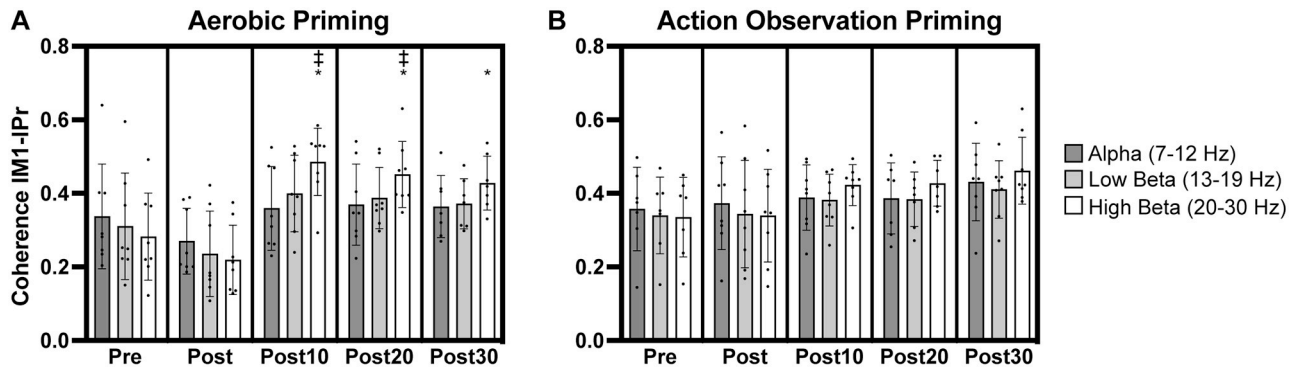 A Aerobic Priming
0.8
0.6
0.4
0.2
0.0
Coherence IM1-IPr
‡ ‡
* * *
Pre Post Post10 Post20 Post30
B Action Observation Priming
0.8
0.6
0.4
0.2
0.0
Pre Post Post10 Post20 Post30
Alpha (7-12 Hz)
Low Beta (13-19 Hz)
High Beta (20-30 Hz)